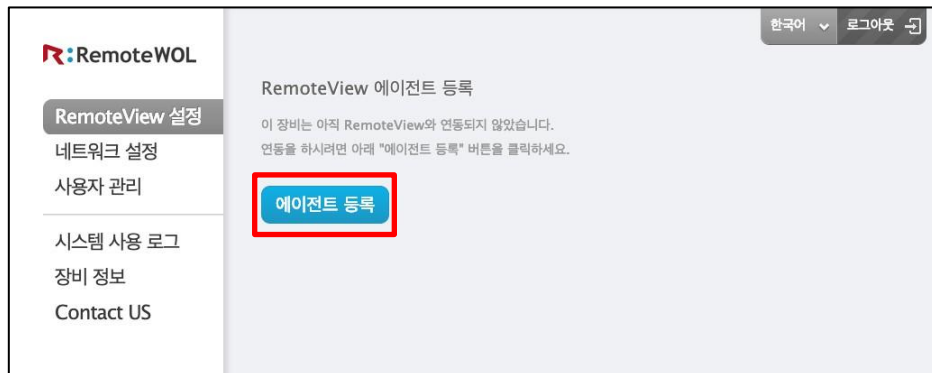 한국어
로그아웃
R:RemoteWOL
RemoteView 설정
네트워크 설정
사용자 관리
시스템 사용 로그
장비 정보
Contact US
RemoteView 에이전트 등록
이 장비는 아직 RemoteView와 연동되지 않았습니다.
연동을 하시려면 아래 "에이전트 등록" 버튼을 클릭하세요.
에이전트 등록